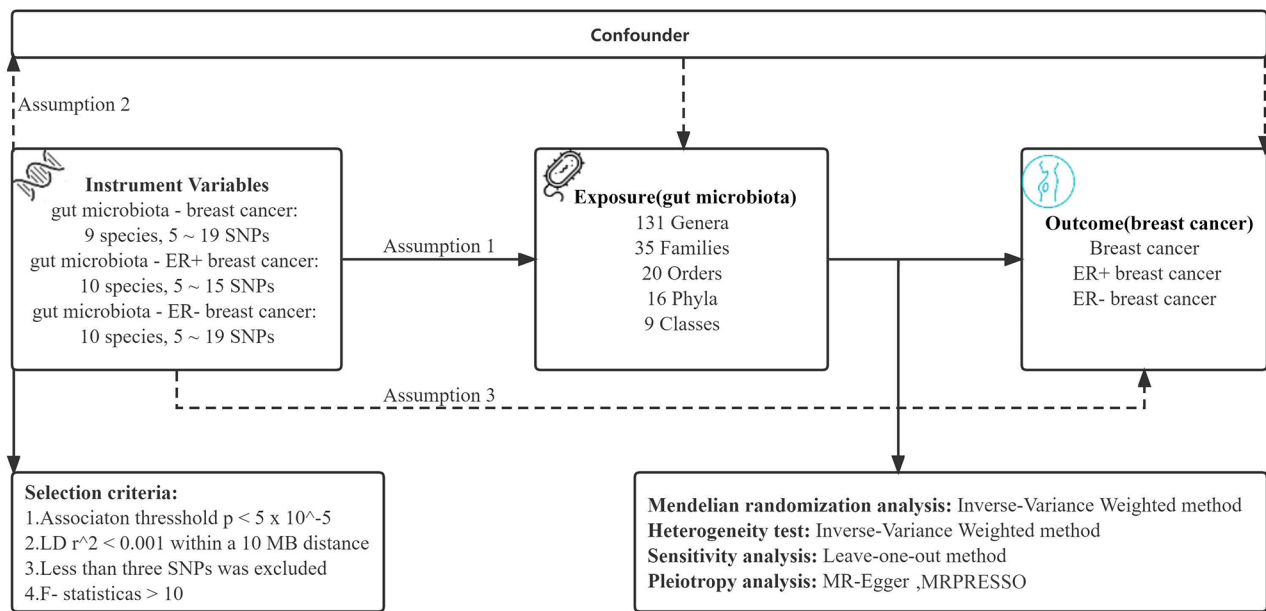 Confounder
Assumption 2
Instrument Variables
gut microbiota - breast cancer:
9 species, 5 ~ 19 SNPs
gut microbiota - ER+ breast cancer:
10 species, 5 ~ 15 SNPs
gut microbiota - ER- breast cancer:
10 species, 5 ~ 19 SNPs
Assumption 1
Exposure(gut microbiota)
131 Genera
35 Families
20 Orders
16 Phyla
9 Classes
Outcome(breast cancer)
Breast cancer
ER+ breast cancer
ER- breast cancer
Assumption 3
Selection criteria:
1.Associaton thresshold p < 5 x 10^-5
2.LD r^2 < 0.001 within a 10 MB distance
3.Less than three SNPs was excluded
4.F- statisticas > 10
Mendelian randomization analysis: Inverse-Variance Weighted method
Heterogeneity test: Inverse-Variance Weighted method
Sensitivity analysis: Leave-one-out method
Pleiotropy analysis: MR-Egger ,MRPRESSO